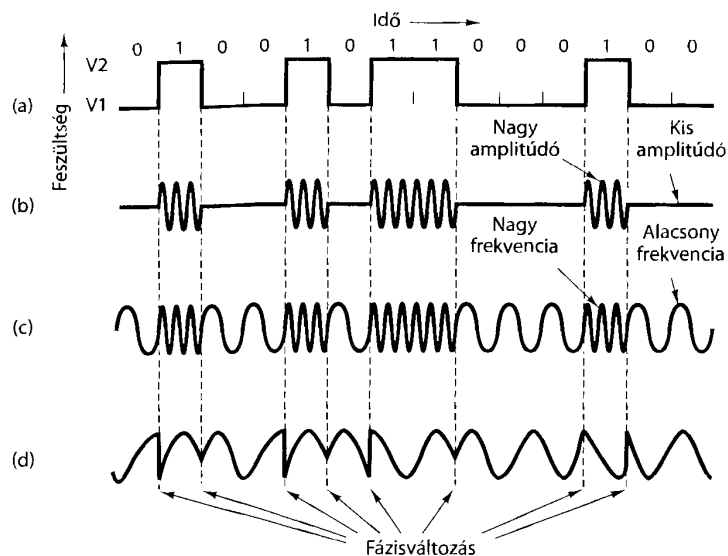 Idő
0 1 0 0 1 0 1 1 0 0 0 1 0 0
Feszültség
V2
(a)
V1
Nagy
amplitúdó
Kis
amplitúdó
(b)
Nagy
frekvencia
Alacsony
frekvencia
(c)
(d)
Fázisváltozás